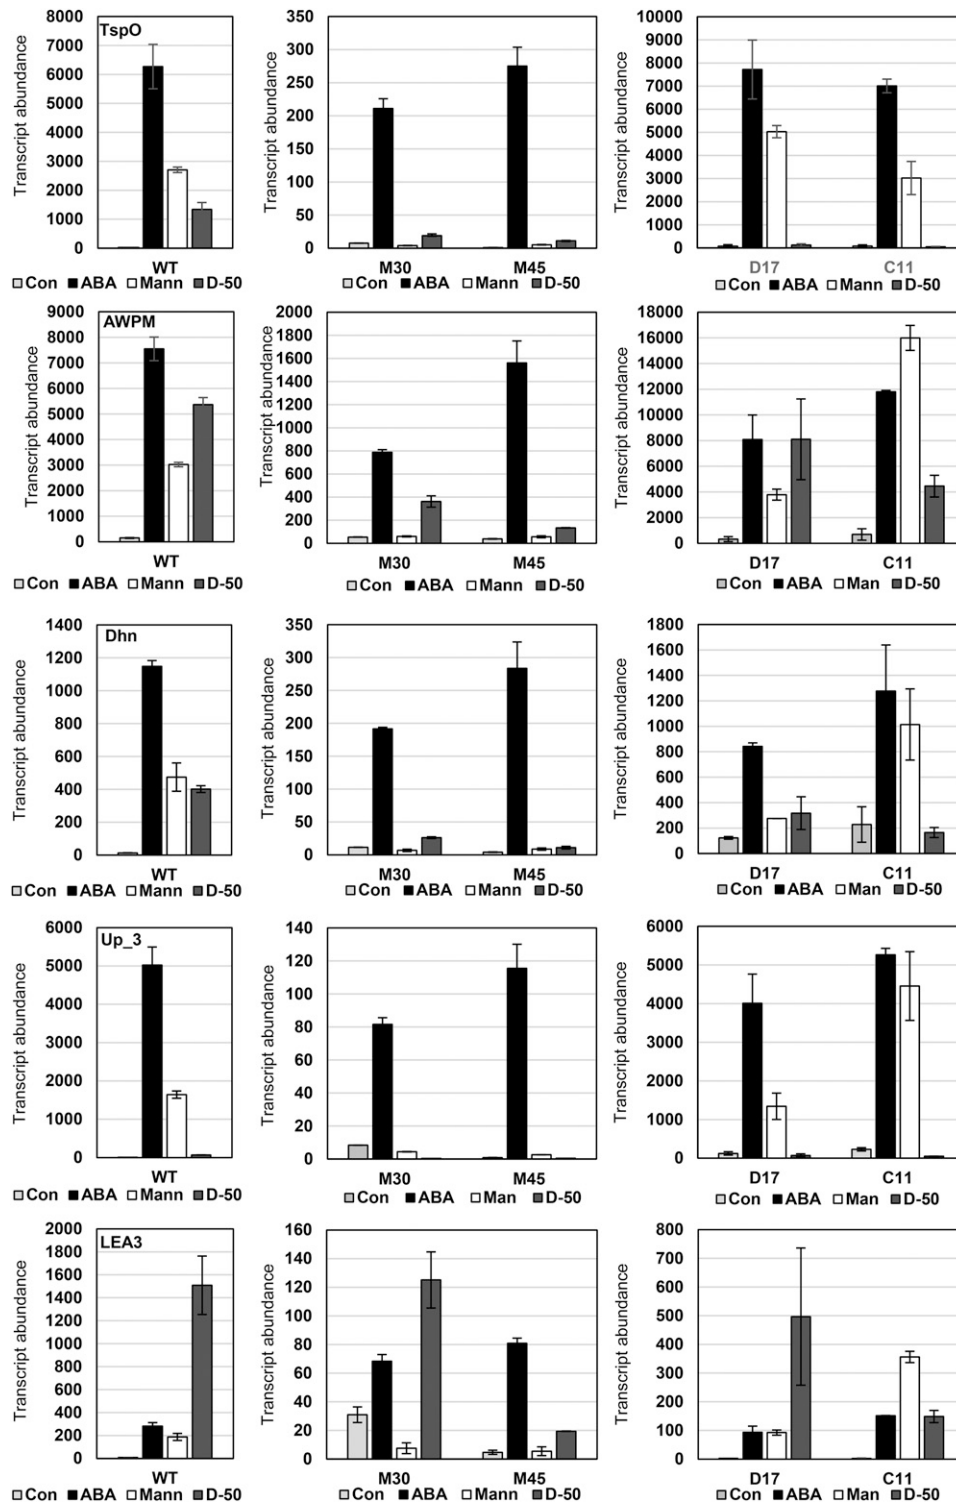 TspO
Transcript abundance
8000
7000
6000
5000
4000
3000
2000
1000
0
WT
Con ABA Mann D-50
Transcript abundance
350
300
250
200
150
100
50
0
M30 M45
Con ABA Mann D-50
Transcript abundance
10000
9000
8000
7000
6000
5000
4000
3000
2000
1000
0
D17 C11
Con ABA Mann D-50
AWPM
Transcript abundance
9000
8000
7000
6000
5000
4000
3000
2000
1000
0
WT
Con ABA Mann D-50
Transcript abundance
2000
1800
1600
1400
1200
1000
800
600
400
200
0
M30 M45
Con ABA Mann D-50
Transcript abundance
18000
16000
14000
12000
10000
8000
6000
4000
2000
0
D17 C11
Con ABA Man D-50
Dhn
Transcript abundance
1400
1200
1000
800
600
400
200
0
WT
Con ABA Mann D-50
Transcript abundance
350
300
250
200
150
100
50
0
M30 M45
Con ABA Mann D-50
Transcript abundance
1800
1600
1400
1200
1000
800
600
400
200
0
D17 C11
Con ABA Man D-50
Up_3
Transcript abundance
6000
5000
4000
3000
2000
1000
0
WT
Con ABA Mann D-50
Transcript abundance
140
120
100
80
60
40
20
0
M30 M45
Con ABA Man D-50
Transcript abundance
6000
5000
4000
3000
2000
1000
0
D17 C11
Con ABA Man D-50
LEA3
Transcript abundance
2000
1800
1600
1400
1200
1000
800
600
400
200
0
WT
Con ABA Mann D-50
Transcript abundance
160
140
120
100
80
60
40
20
0
M30 M45
Con ABA Mann D-50
Transcript abundance
800
700
600
500
400
300
200
100
0
D17 C11
Con ABA Man D-50